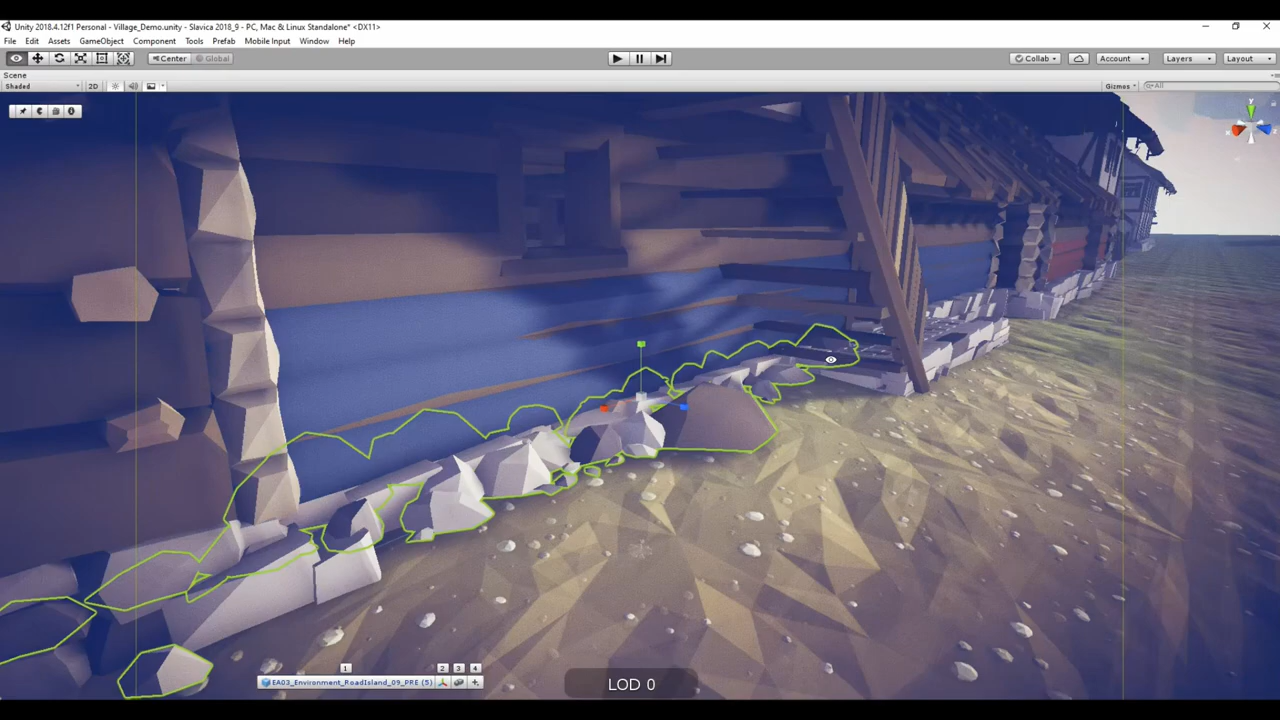 Unity 2018.4.12f1 Personal - Village_Demo.unity - Slavica 2018_9 - PC, Mac & Linux Standalone* <DX11>
File Edit Assets GameObject Component Tools Prefab Mobile Input Window Help
Center Global Collab Account Layers Layout
Scene
Shaded 2D Gizmos All
y
x z
1 2 3 4
EA03_Environment_RoadIsland_09_PRE (5)
LOD 0